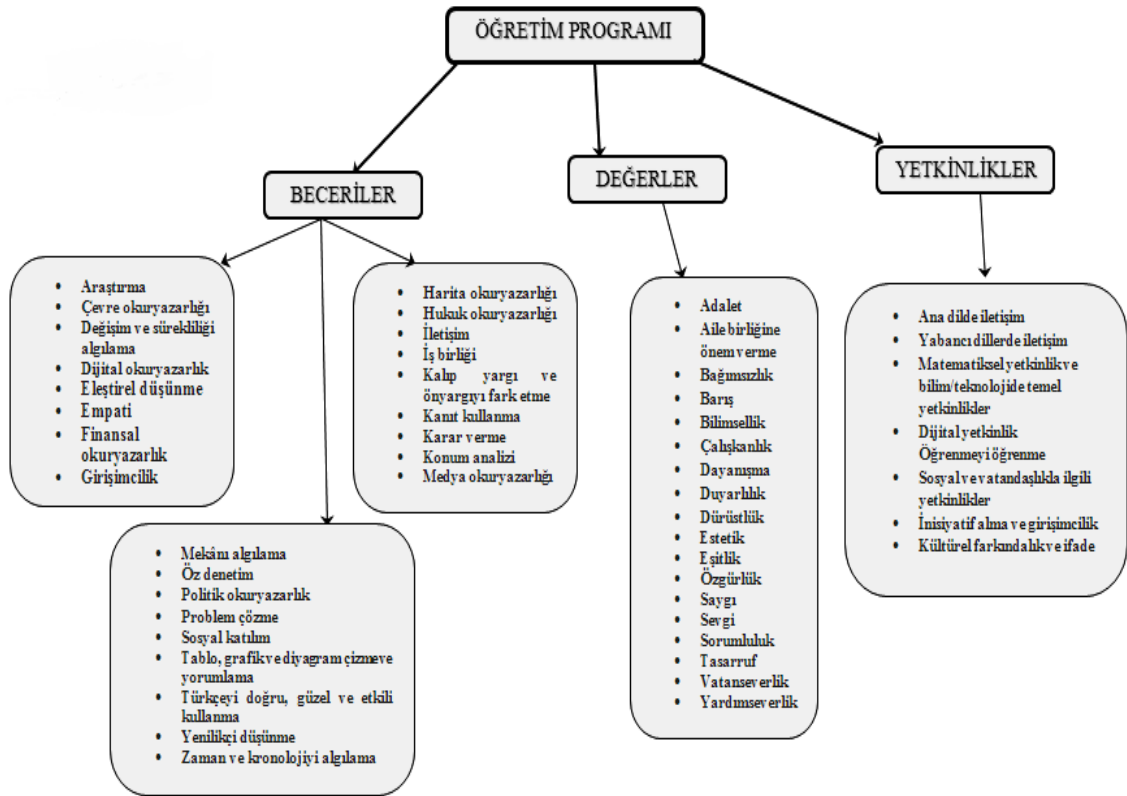 ÖĞRETİM PROGRAMI
BECERİLER
DEĞERLER
YETKİNLİKLER
• Araştırma
• Çevre okuryazarlığı
• Değişim ve sürekliliği
algılama
• Dijital okuryazarlık
• Eleştirel düşünme
• Empati
• Finansal
okuryazarlık
• Girişimcilik
• Harita okuryazarlığı
• Hukuk okuryazarlığı
• İletişim
• İş birliği
• Kalıp yargı ve
önyargıyı fark etme
• Kanıt kullanma
• Karar verme
• Konum analizi
• Medya okuryazarlığı
• Mekânı algılama
• Öz denetim
• Politik okuryazarlık
• Problem çözme
• Sosyal katılım
• Tablo, grafik ve diyagram çizme ve
yorumlama
• Türkçeyi doğru, güzel ve etkili
kullanma
• Yenilikçi düşünme
• Zaman ve kronolojiyi algılama
• Adalet
• Aile birliğine
önem verme
• Bağımsızlık
• Barış
• Bilimsellik
• Çalışkanlık
• Dayanışma
• Duyarlılık
• Dürüstlük
• Estetik
• Eşitlik
• Özgürlük
• Saygı
• Sevgi
• Sorumluluk
• Tasarruf
• Vatanseverlik
• Yardımseverlik
• Ana dilde iletişim
• Yabancı dillerde iletişim
• Matematiksel yetkinlik ve
bilim/teknolojide temel
yetkinlikler
• Dijital yetkinlik
Öğrenmeyi öğrenme
• Sosyal ve vatandaşlıkla ilgili
yetkinlikler
• İnisiyatif alma ve girişimcilik
• Kültürel farkındalık ve ifade